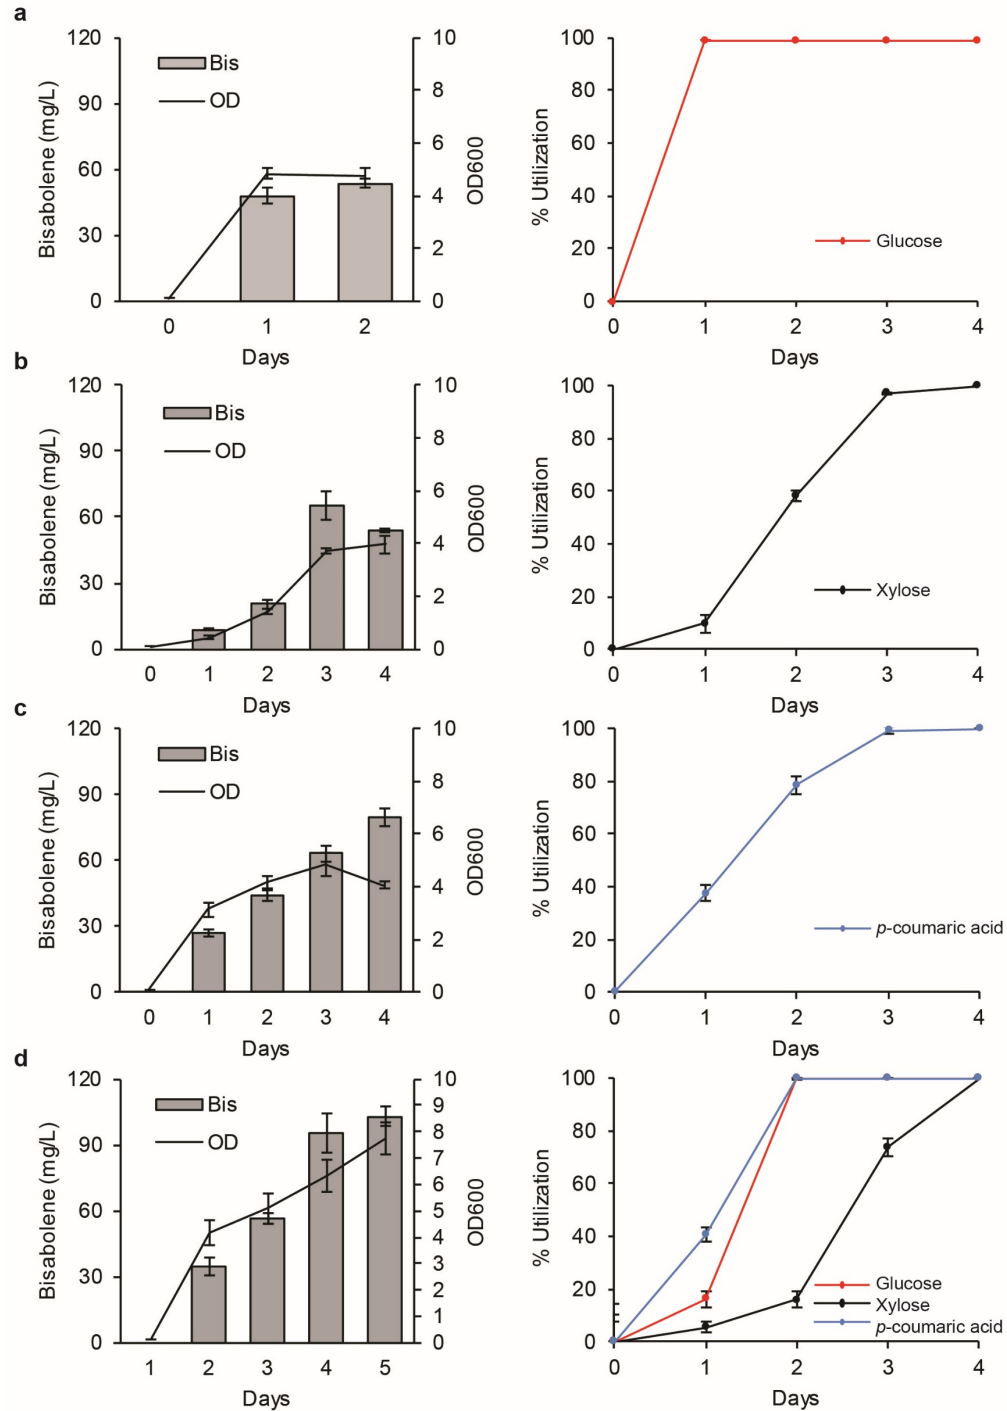 a
120
90
60
30
0
Bisabolene (mg/L)
Bis
OD
10
8
6
4
2
0
OD600
0 1 2
Days
100
80
60
40
20
0
% Utilization
Glucose
0 1 2 3 4
Days
b
120
90
60
30
0
Bisabolene (mg/L)
Bis
OD
10
8
6
4
2
0
OD600
0 1 2 3 4
Days
100
80
60
40
20
0
% Utilization
Xylose
0 1 2 3 4
Days
c
120
90
60
30
0
Bisabolene (mg/L)
Bis
OD
10
8
6
4
2
0
OD600
0 1 2 3 4
Days
100
80
60
40
20
0
% Utilization
p-coumaric acid
0 1 2 3 4
Days
d
120
90
60
30
0
Bisabolene (mg/L)
Bis
OD
10
9
8
7
6
5
4
3
2
1
0
OD600
1 2 3 4 5
Days
100
80
60
40
20
0
% Utilization
Glucose
Xylose
p-coumaric acid
0 1 2 3 4
Days